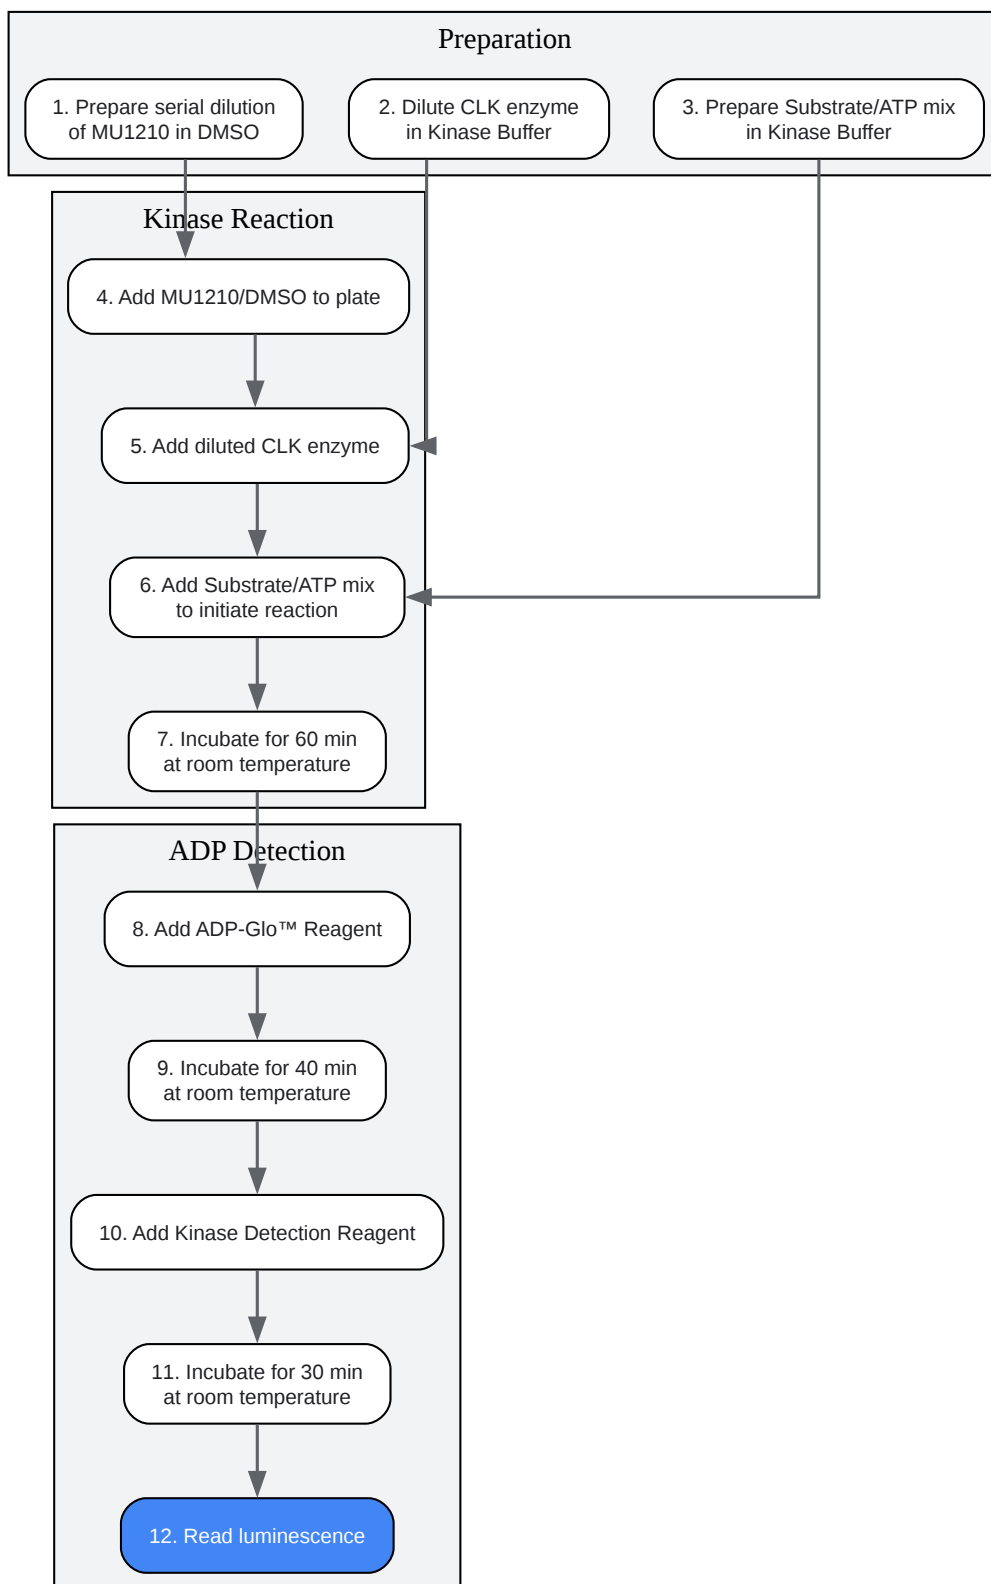 Preparation
1. Prepare serial dilution
of MU1210 in DMSO
2. Dilute CLK enzyme
in Kinase Buffer
3. Prepare Substrate/ATP mix
in Kinase Buffer
Kinase Reaction
4. Add MU1210/DMSO to plate
5. Add diluted CLK enzyme
6. Add Substrate/ATP mix
to initiate reaction
7. Incubate for 60 min
at room temperature
ADP Detection
8. Add ADP-Glo™ Reagent
9. Incubate for 40 min
at room temperature
10. Add Kinase Detection Reagent
11. Incubate for 30 min
at room temperature
12. Read luminescence